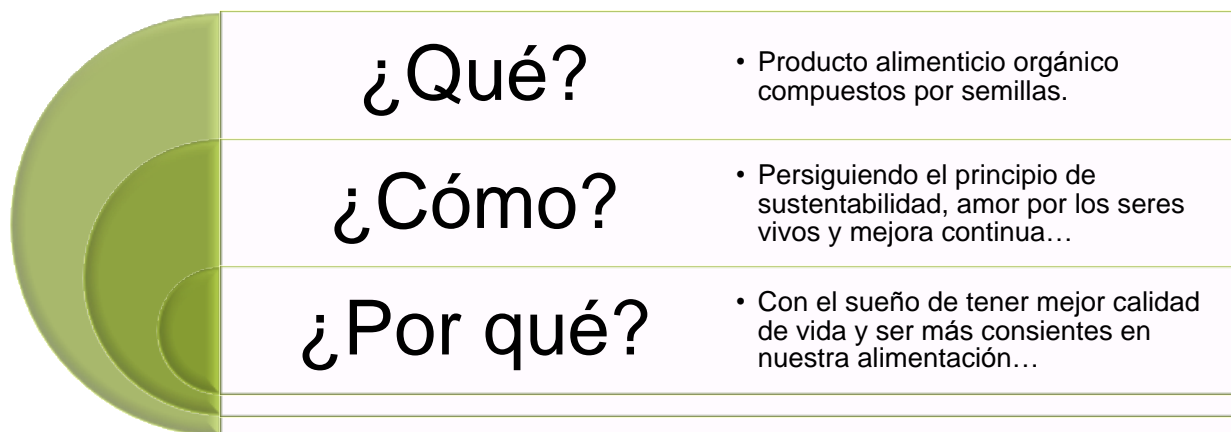 ¿Qué?
• Producto alimenticio orgánico
compuestos por semillas.
¿Cómo?
• Persiguiendo el principio de
sustentabilidad, amor por los seres
vivos y mejora continua…
¿Por qué?
• Con el sueño de tener mejor calidad
de vida y ser más consientes en
nuestra alimentación…